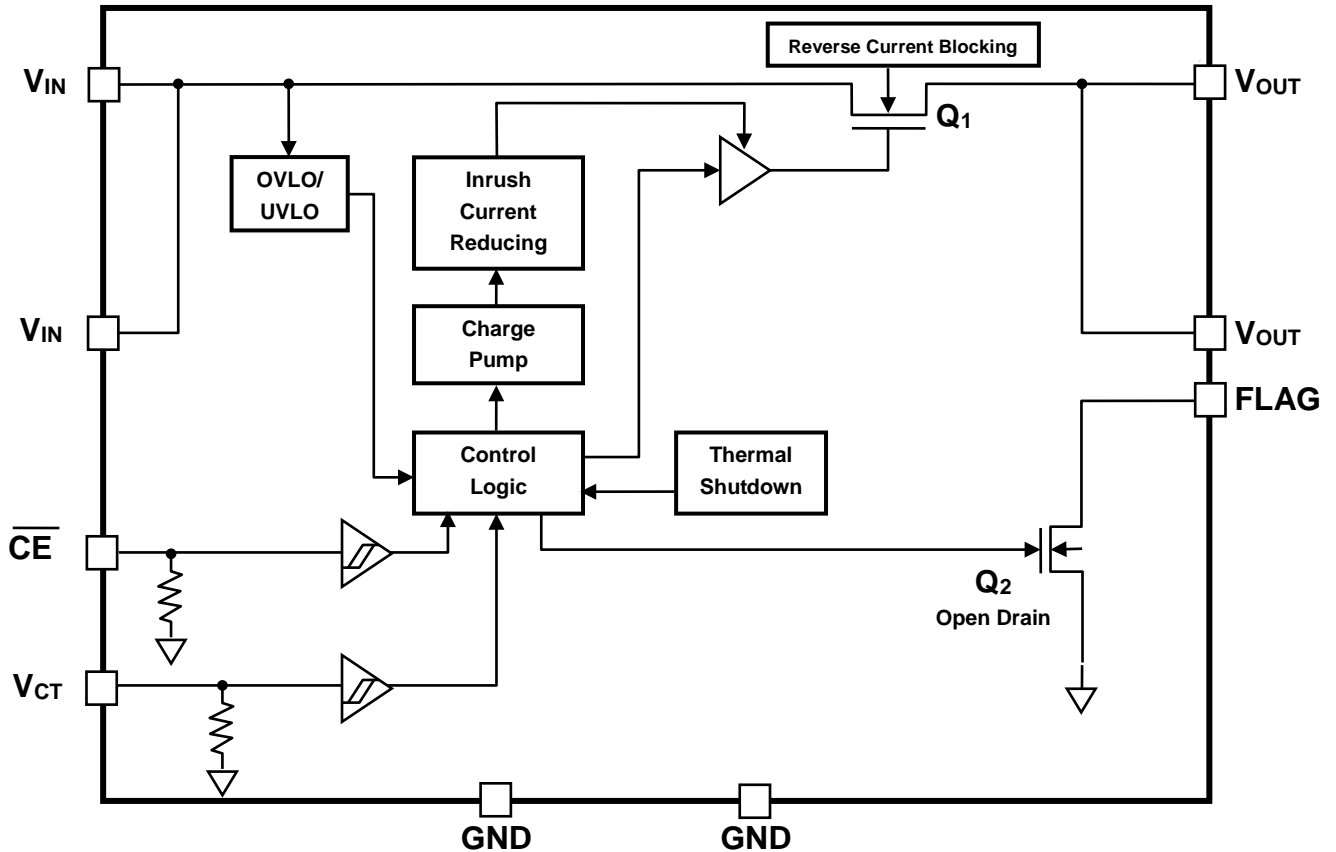 Reverse Current Blocking
VIN
VOUT
Q1
OVLO/
UVLO
Inrush
Current
Reducing
VIN
Charge
Pump
VOUT
FLAG
Control
Logic
Thermal
Shutdown
CE
Q2
Open Drain
VCT
GND
GND